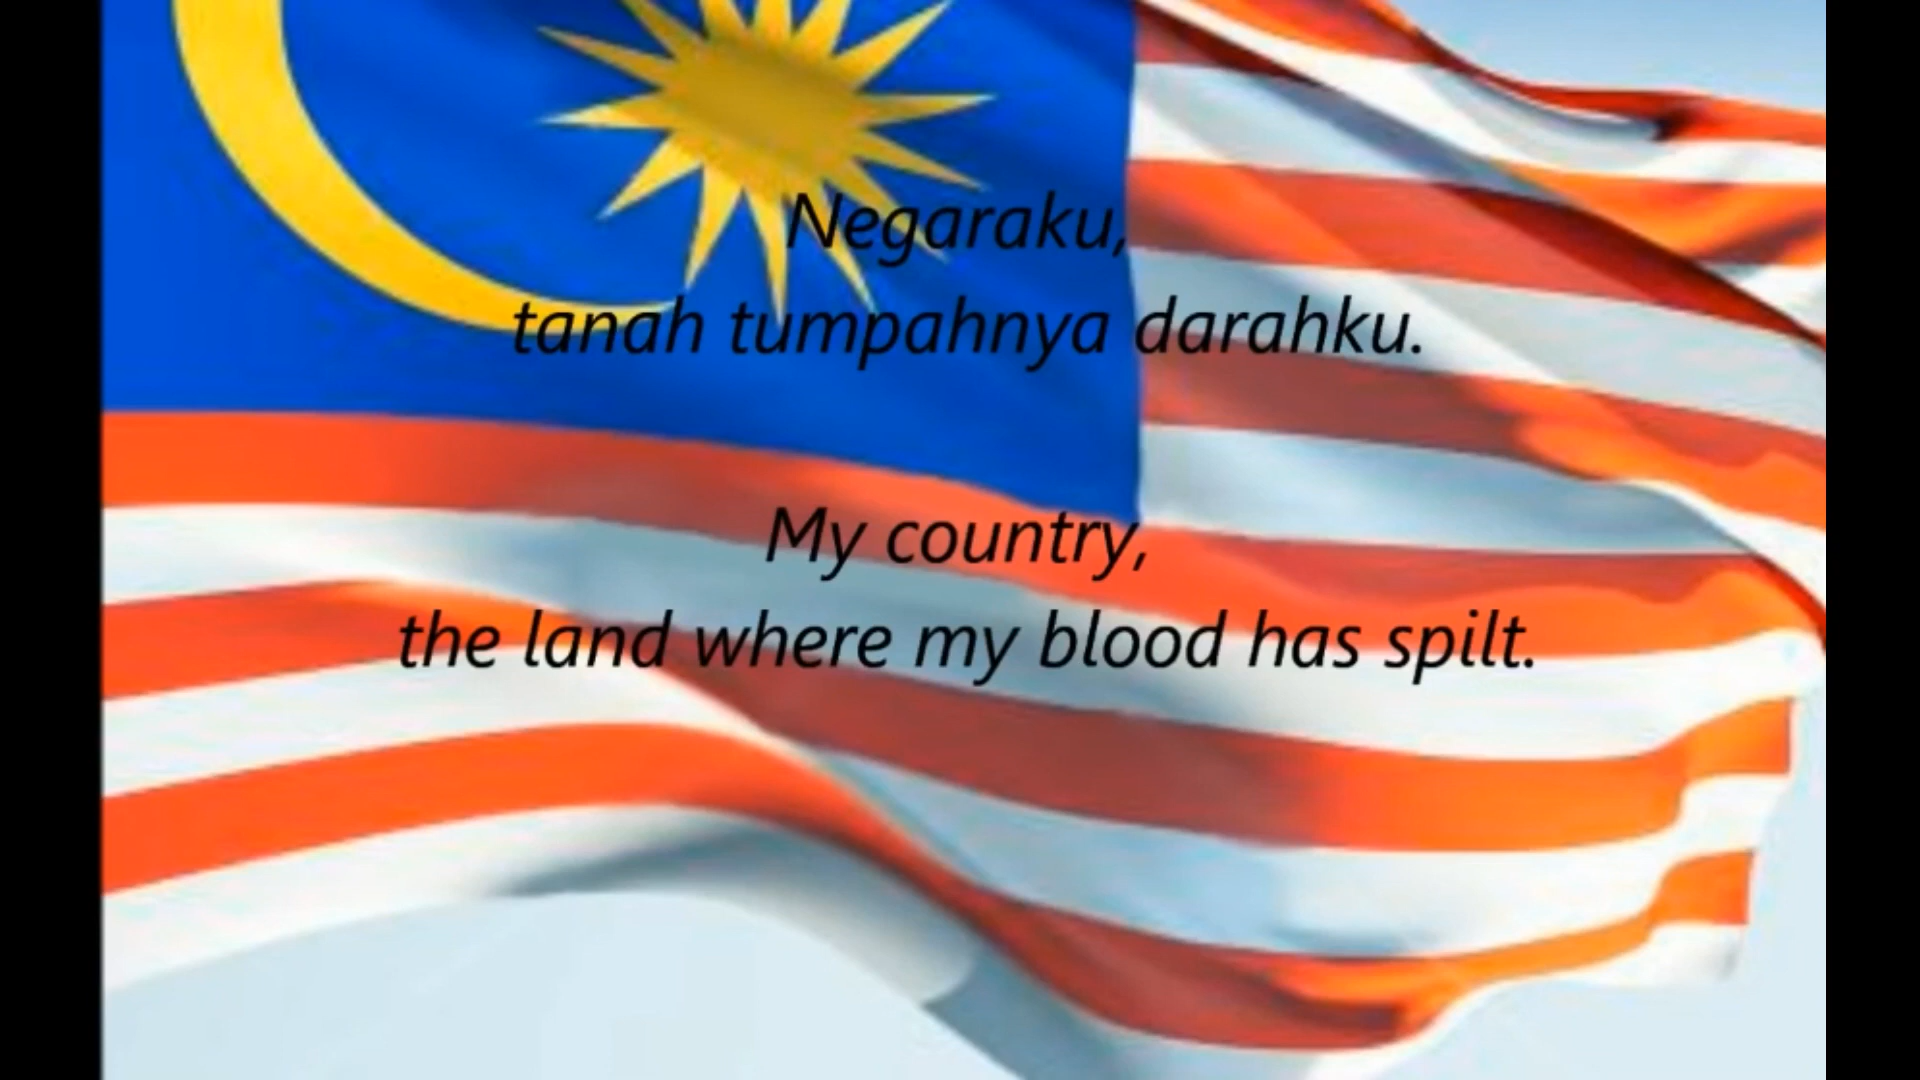 Negaraku,
tanah tumpahnya darahku.
My country,
the land where my blood has spilt.